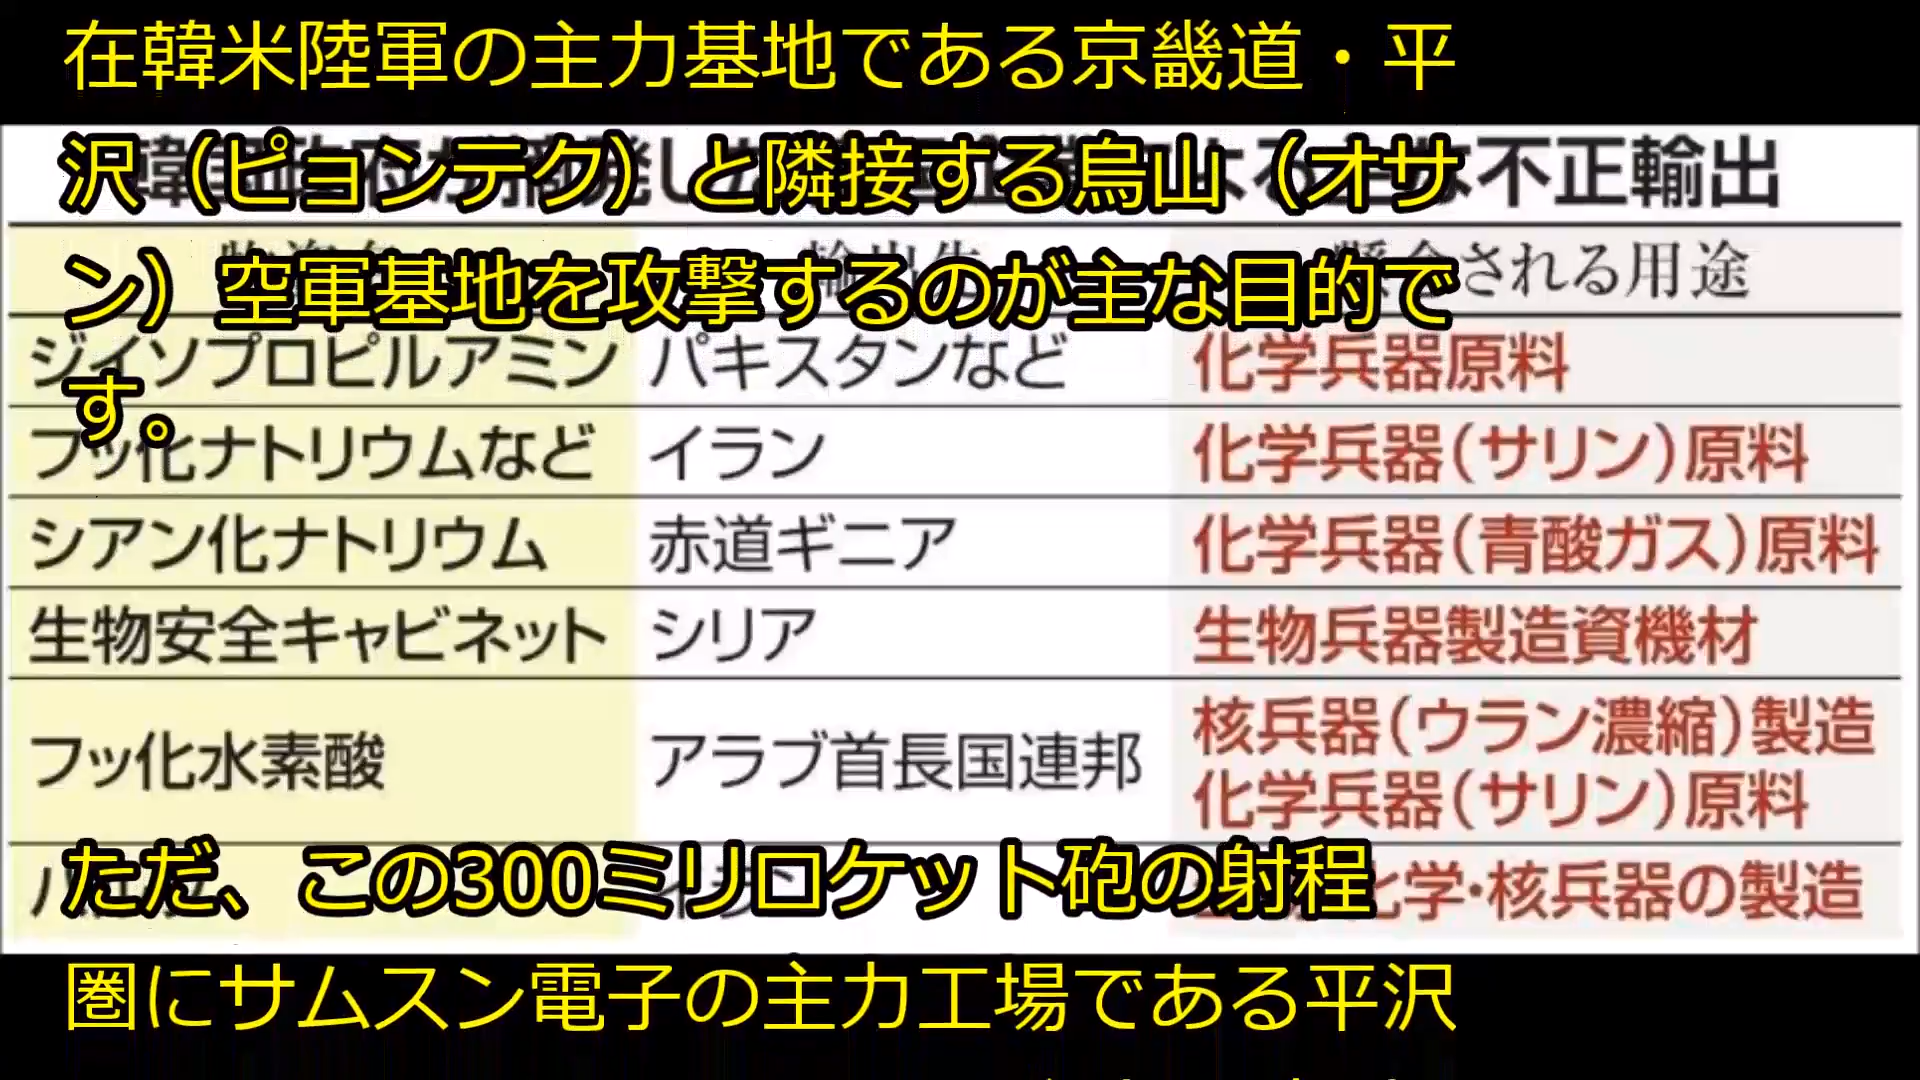 在韓米陸軍の主力基地である京畿道・平
沢（ピョンテク）と隣接する烏山（オサ
ン）空軍基地を攻撃するのが主な目的で
す。
不正輸出
される用途
ジイソプロピルアミン パキスタンなど 化学兵器原料
フッ化ナトリウムなど イラン 化学兵器（サリン）原料
シアン化ナトリウム 赤道ギニア 化学兵器（青酸ガス）原料
生物安全キャビネット シリア 生物兵器製造資機材
フッ化水素酸 アラブ首長国連邦 核兵器（ウラン濃縮）製造
化学兵器（サリン）原料
化学・核兵器の製造
ただ、この300ミリロケット砲の射程
圏にサムスン電子の主力工場である平沢